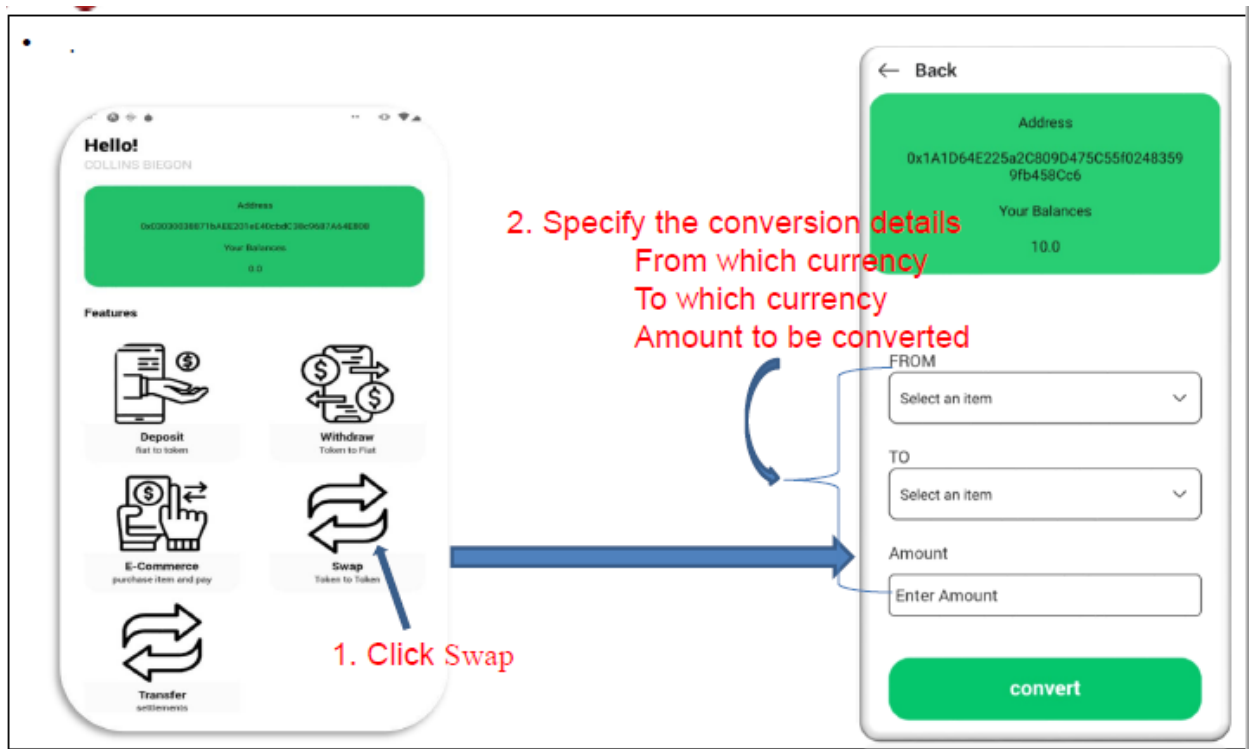 Hello!
COLLINS BIEGON
Address
Your Balances
0.0
Features
Deposit
fiat to token
Withdraw
Token to Fiat
E-Commerce
purchase item and pay
Swap
Token to Token
Transfer
settlements
1. Click Swap
2. Specify the conversion details
From which currency
To which currency
Amount to be converted
← Back
Address
0x1A1D64E225a2C809D475C55f0248359
9fb458Cc6
Your Balances
10.0
FROM
Select an item
TO
Select an item
Amount
Enter Amount
convert